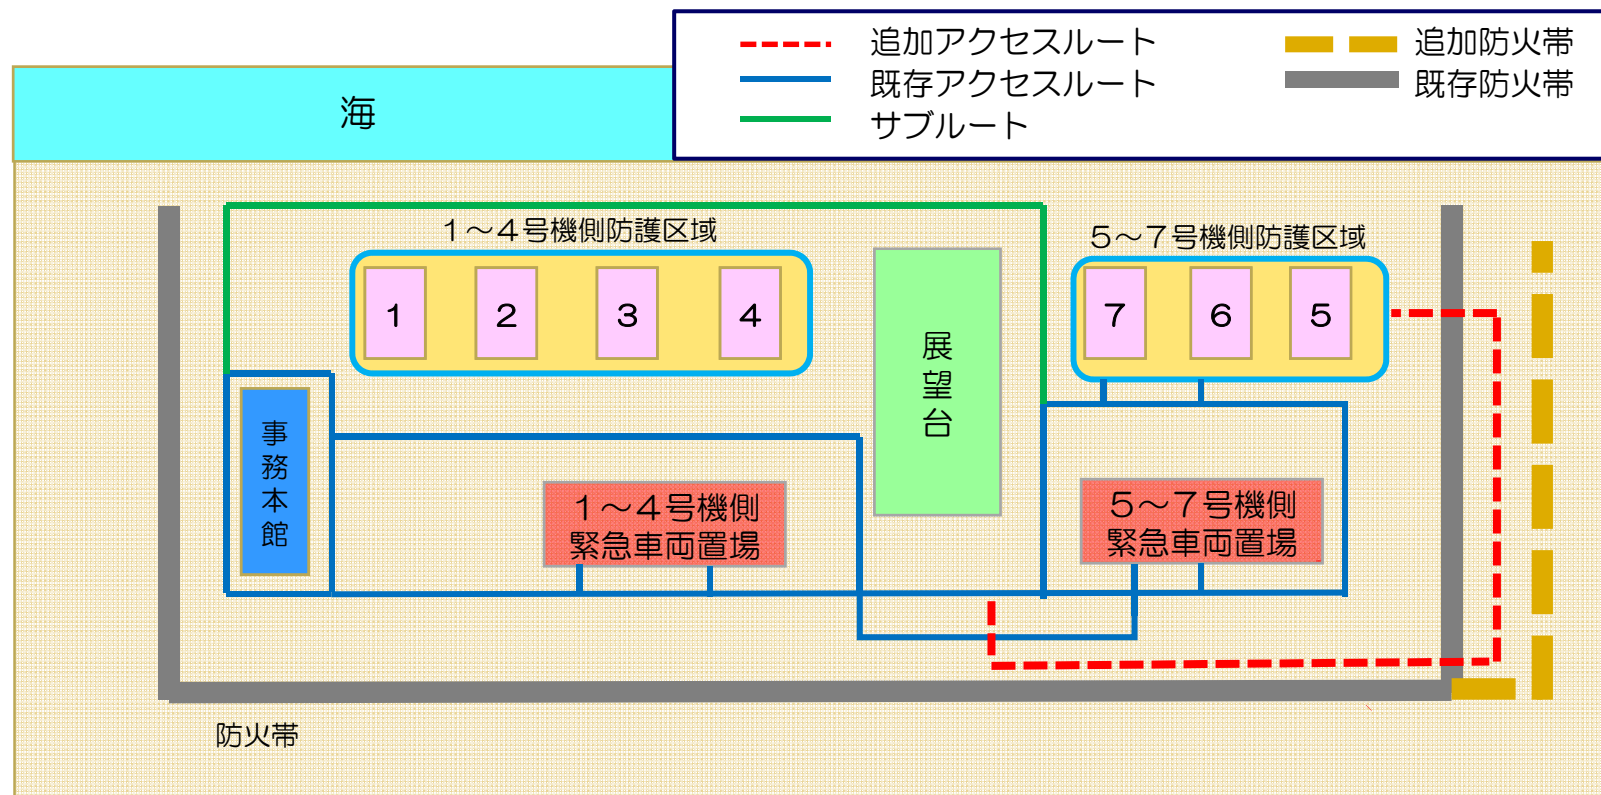 追加アクセスルート
追加防火帯
既存アクセスルート
既存防火帯
サブルート
海
1～4号機側防護区域
5～7号機側防護区域
1
2
3
4
7
6
5
展望台
事務本館
1～4号機側
緊急車両置場
5～7号機側
緊急車両置場
防火帯